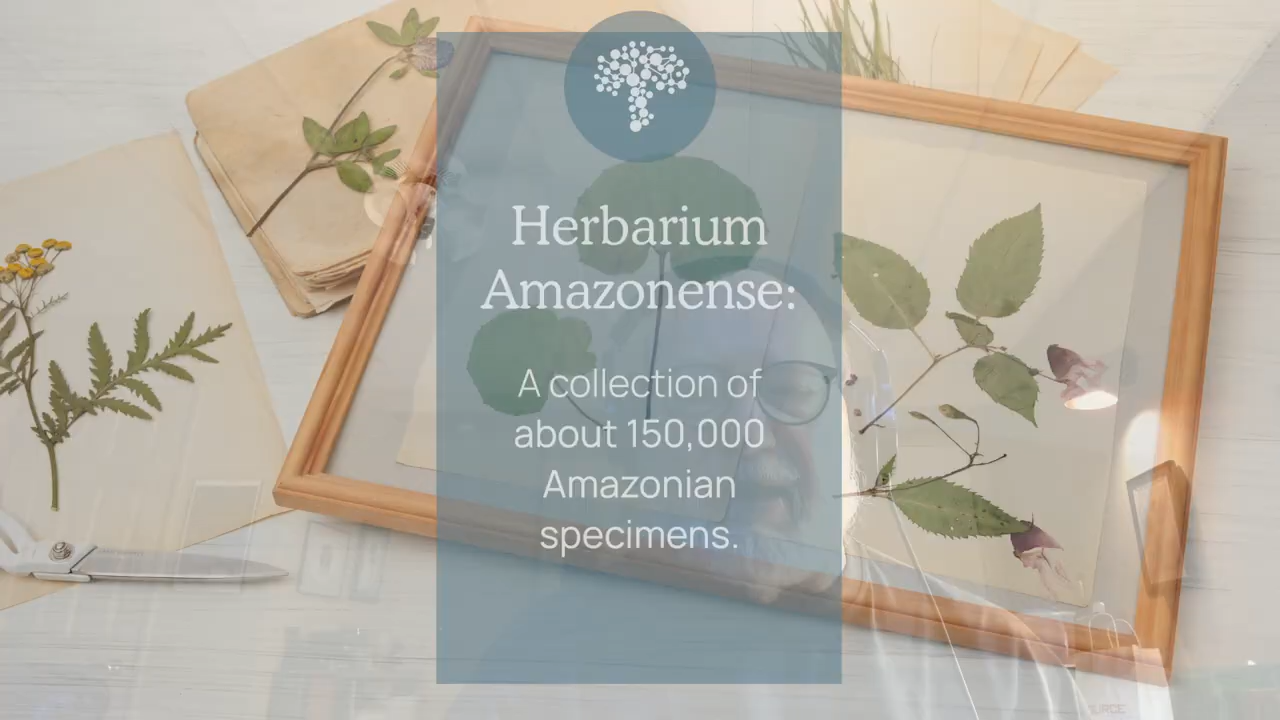 Herbarium
Amazonense:
A collection of
about 150,000
Amazonian
specimens.